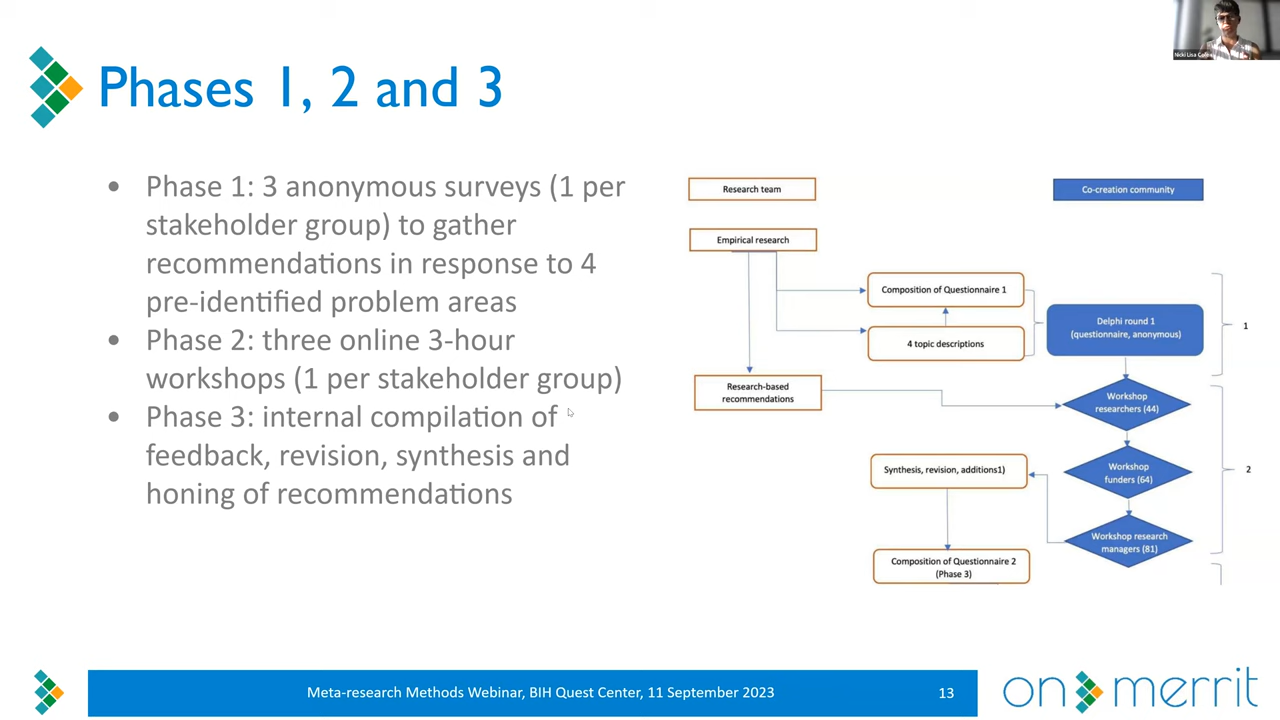 Nicki Lisa
Phases 1, 2 and 3
• Phase 1: 3 anonymous surveys (1 per
stakeholder group) to gather
recommendations in response to 4
pre-identified problem areas
• Phase 2: three online 3-hour
workshops (1 per stakeholder group)
• Phase 3: internal compilation of
feedback, revision, synthesis and
honing of recommendations
Research team
Co-creation community
Empirical research
Composition of Questionnaire 1
4 topic descriptions
Delphi round 1
(questionnaire, anonymous)
1
Research-based
recommendations
Workshop
researchers (44)
Synthesis, revision, additions1)
Workshop
funders (64)
2
Workshop research
managers (81)
Composition of Questionnaire 2
(Phase 3)
Meta-research Methods Webinar, BIH Quest Center, 11 September 2023
13
on merrit